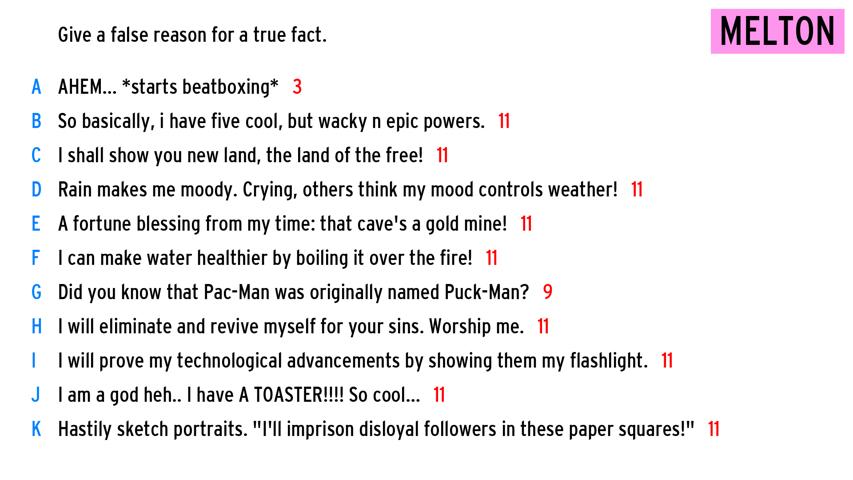 Give a false reason for a true fact.
MELTON
A AHEM... *starts beatboxing* 3
B So basically, i have five cool, but wacky n epic powers. 11
C I shall show you new land, the land of the free! 11
D Rain makes me moody. Crying, others think my mood controls weather! 11
E A fortune blessing from my time: that cave's a gold mine! 11
F I can make water healthier by boiling it over the fire! 11
G Did you know that Pac-Man was originally named Puck-Man? 9
H I will eliminate and revive myself for your sins. Worship me. 11
I I will prove my technological advancements by showing them my flashlight. 11
J I am a god heh.. I have A TOASTER!!!! So cool... 11
K Hastily sketch portraits. "I'll imprison disloyal followers in these paper squares!" 11